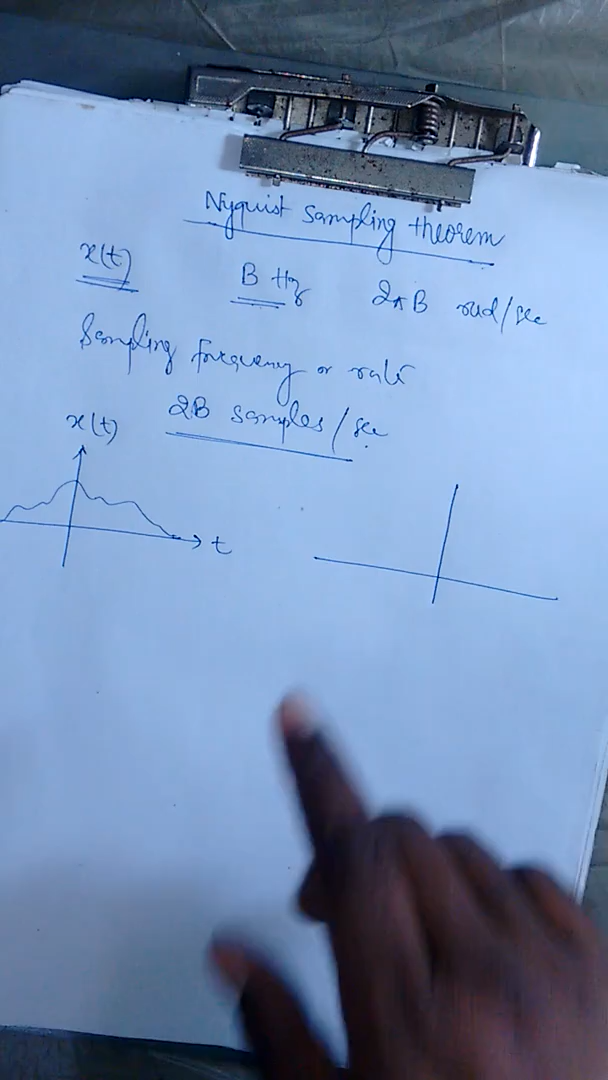 Nyquist Sampling theorem
x(t) B Hz 2πB rad/sec
Sampling frequency or rate
2B samples/sec
x(t)
t